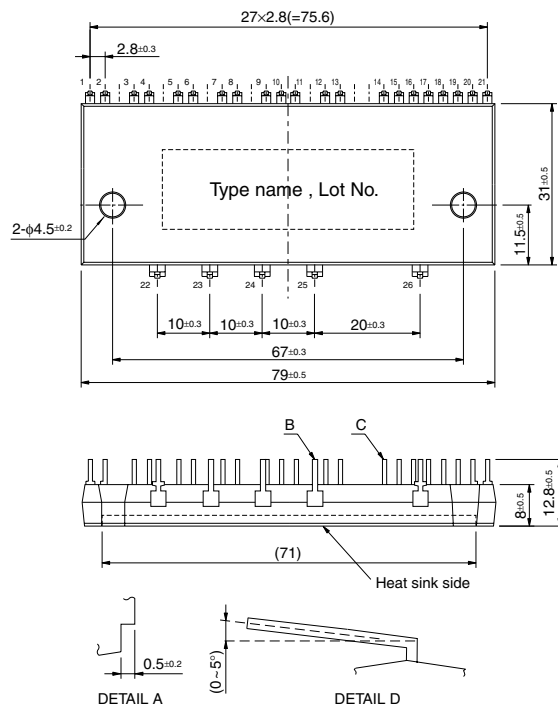 27×2.8(=75.6)
2.8±0.3
1 2 3 4 5 6 7 8 9 10 11 12 13 14 15 16 17 18 19 20 21
Type name , Lot No.
2-φ4.5±0.2
31±0.5
11.5±0.5
22 23 24 25 26
10±0.3 10±0.3 10±0.3 20±0.3
67±0.3
79±0.5
B C
8±0.5
12.8±0.5
(71)
Heat sink side
0.5±0.2
(0~5°)
DETAIL A DETAIL D